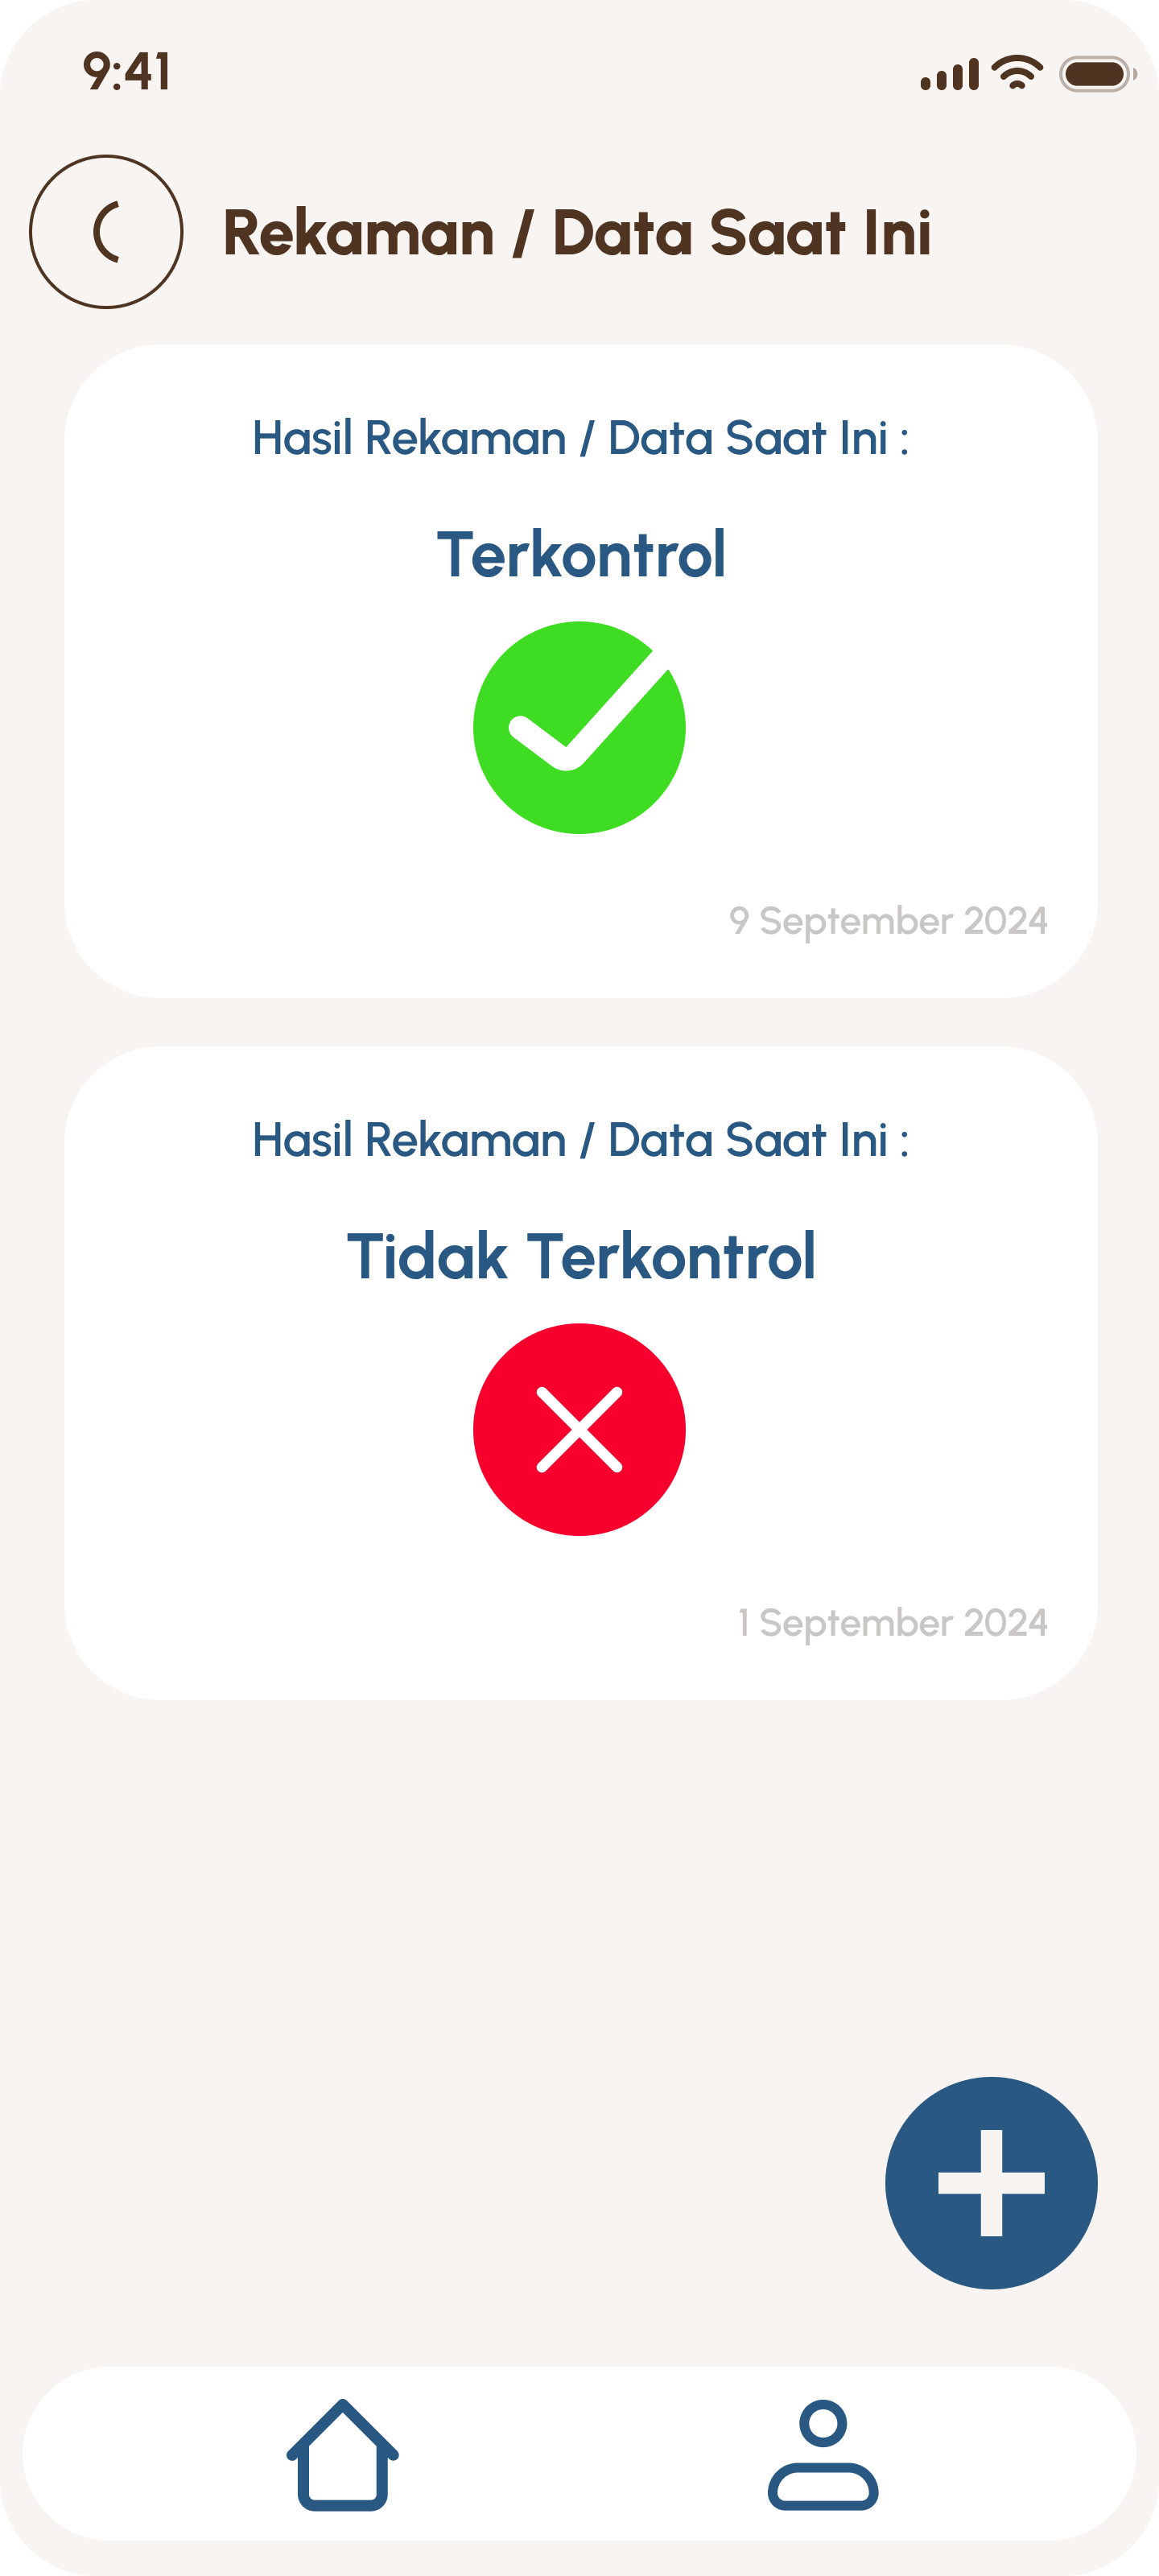 9:41
Rekaman / Data Saat Ini
Hasil Rekaman / Data Saat Ini :
Terkontrol
9 September 2024
Hasil Rekaman / Data Saat Ini :
Tidak Terkontrol
1 September 2024